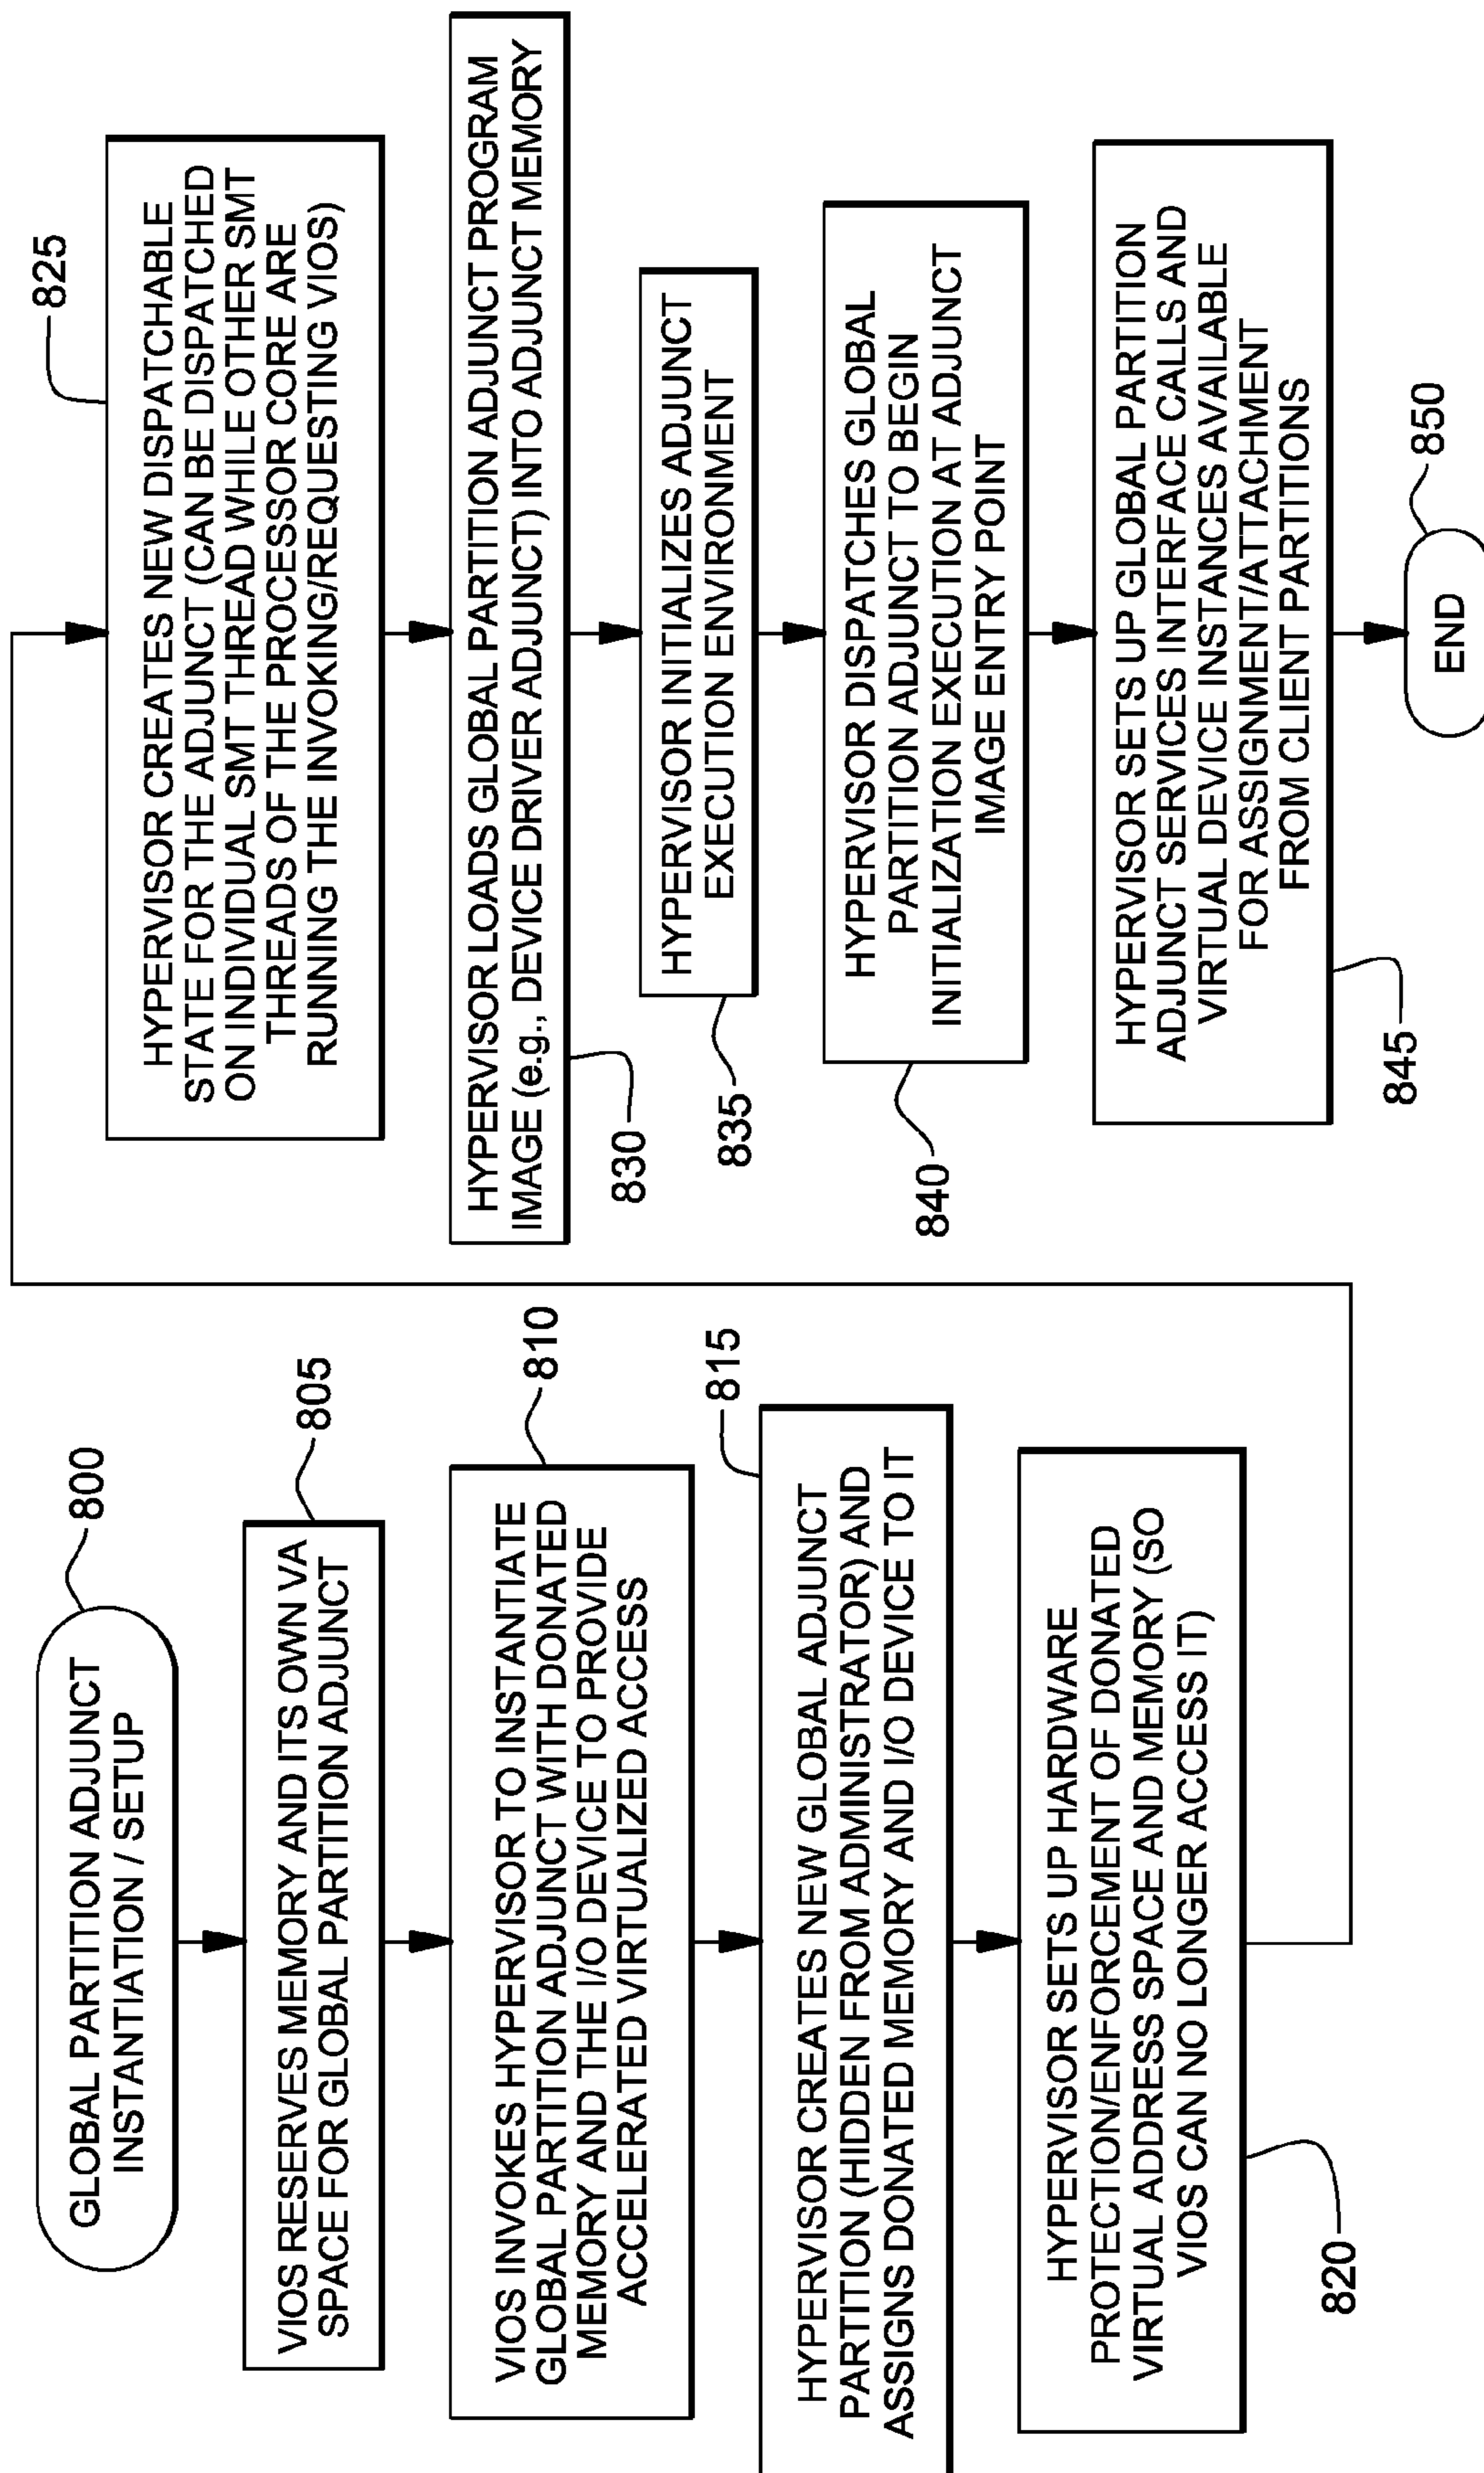 800
GLOBAL PARTITION ADJUNCT
INSTANTIATION / SETUP
805
VIOS RESERVES MEMORY AND ITS OWN VA
SPACE FOR GLOBAL PARTITION ADJUNCT
810
VIOS INVOKES HYPERVISOR TO INSTANTIATE
GLOBAL PARTITION ADJUNCT WITH DONATED
MEMORY AND THE I/O DEVICE TO PROVIDE
ACCELERATED VIRTUALIZED ACCESS
815
HYPERVISOR CREATES NEW GLOBAL ADJUNCT
PARTITION (HIDDEN FROM ADMINISTRATOR) AND
ASSIGNS DONATED MEMORY AND I/O DEVICE TO IT
HYPERVISOR SETS UP HARDWARE
PROTECTION/ENFORCEMENT OF DONATED
VIRTUAL ADDRESS SPACE AND MEMORY (SO
VIOS CAN NO LONGER ACCESS IT)
820
825
HYPERVISOR CREATES NEW DISPATCHABLE
STATE FOR THE ADJUNCT (CAN BE DISPATCHED
ON INDIVIDUAL SMT THREAD WHILE OTHER SMT
THREADS OF THE PROCESSOR CORE ARE
RUNNING THE INVOKING/REQUESTING VIOS)
HYPERVISOR LOADS GLOBAL PARTITION ADJUNCT PROGRAM
IMAGE (e.g., DEVICE DRIVER ADJUNCT) INTO ADJUNCT MEMORY
830
HYPERVISOR INITIALIZES ADJUNCT
EXECUTION ENVIRONMENT
835
HYPERVISOR DISPATCHES GLOBAL
PARTITION ADJUNCT TO BEGIN
INITIALIZATION EXECUTION AT ADJUNCT
IMAGE ENTRY POINT
840
HYPERVISOR SETS UP GLOBAL PARTITION
ADJUNCT SERVICES INTERFACE CALLS AND
VIRTUAL DEVICE INSTANCES AVAILABLE
FOR ASSIGNMENT/ATTACHMENT
FROM CLIENT PARTITIONS
845
850
END